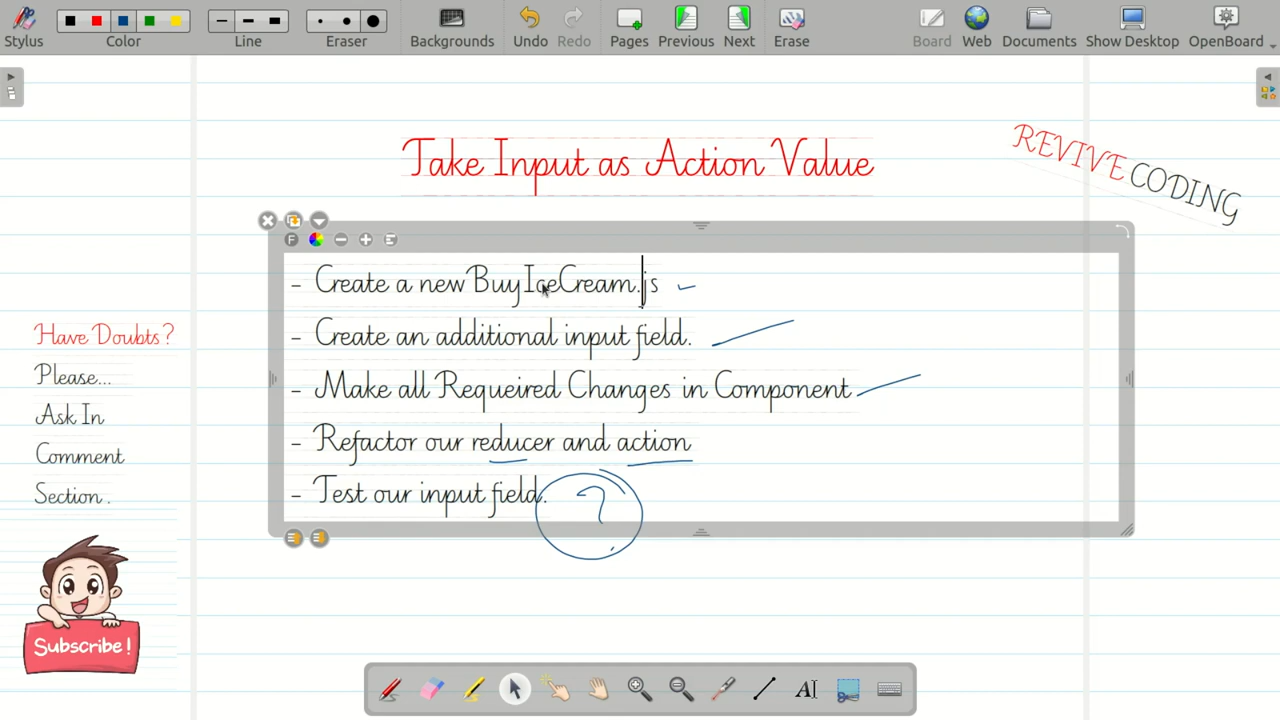 Stylus
Color
Line
Eraser
Backgrounds
Undo
Redo
Pages
Previous
Next
Erase
Board
Web
Documents
Show Desktop
OpenBoard
Take Input as Action Value
REVIVE CODING
F
- Create a new BuyIceCream.js
- Create an additional input field.
- Make all Requeired Changes in Component
- Refactor our reducer and action
- Test our input field.
?
Have Doubts?
Please...
Ask In
Comment
Section .
Subscribe!
AI